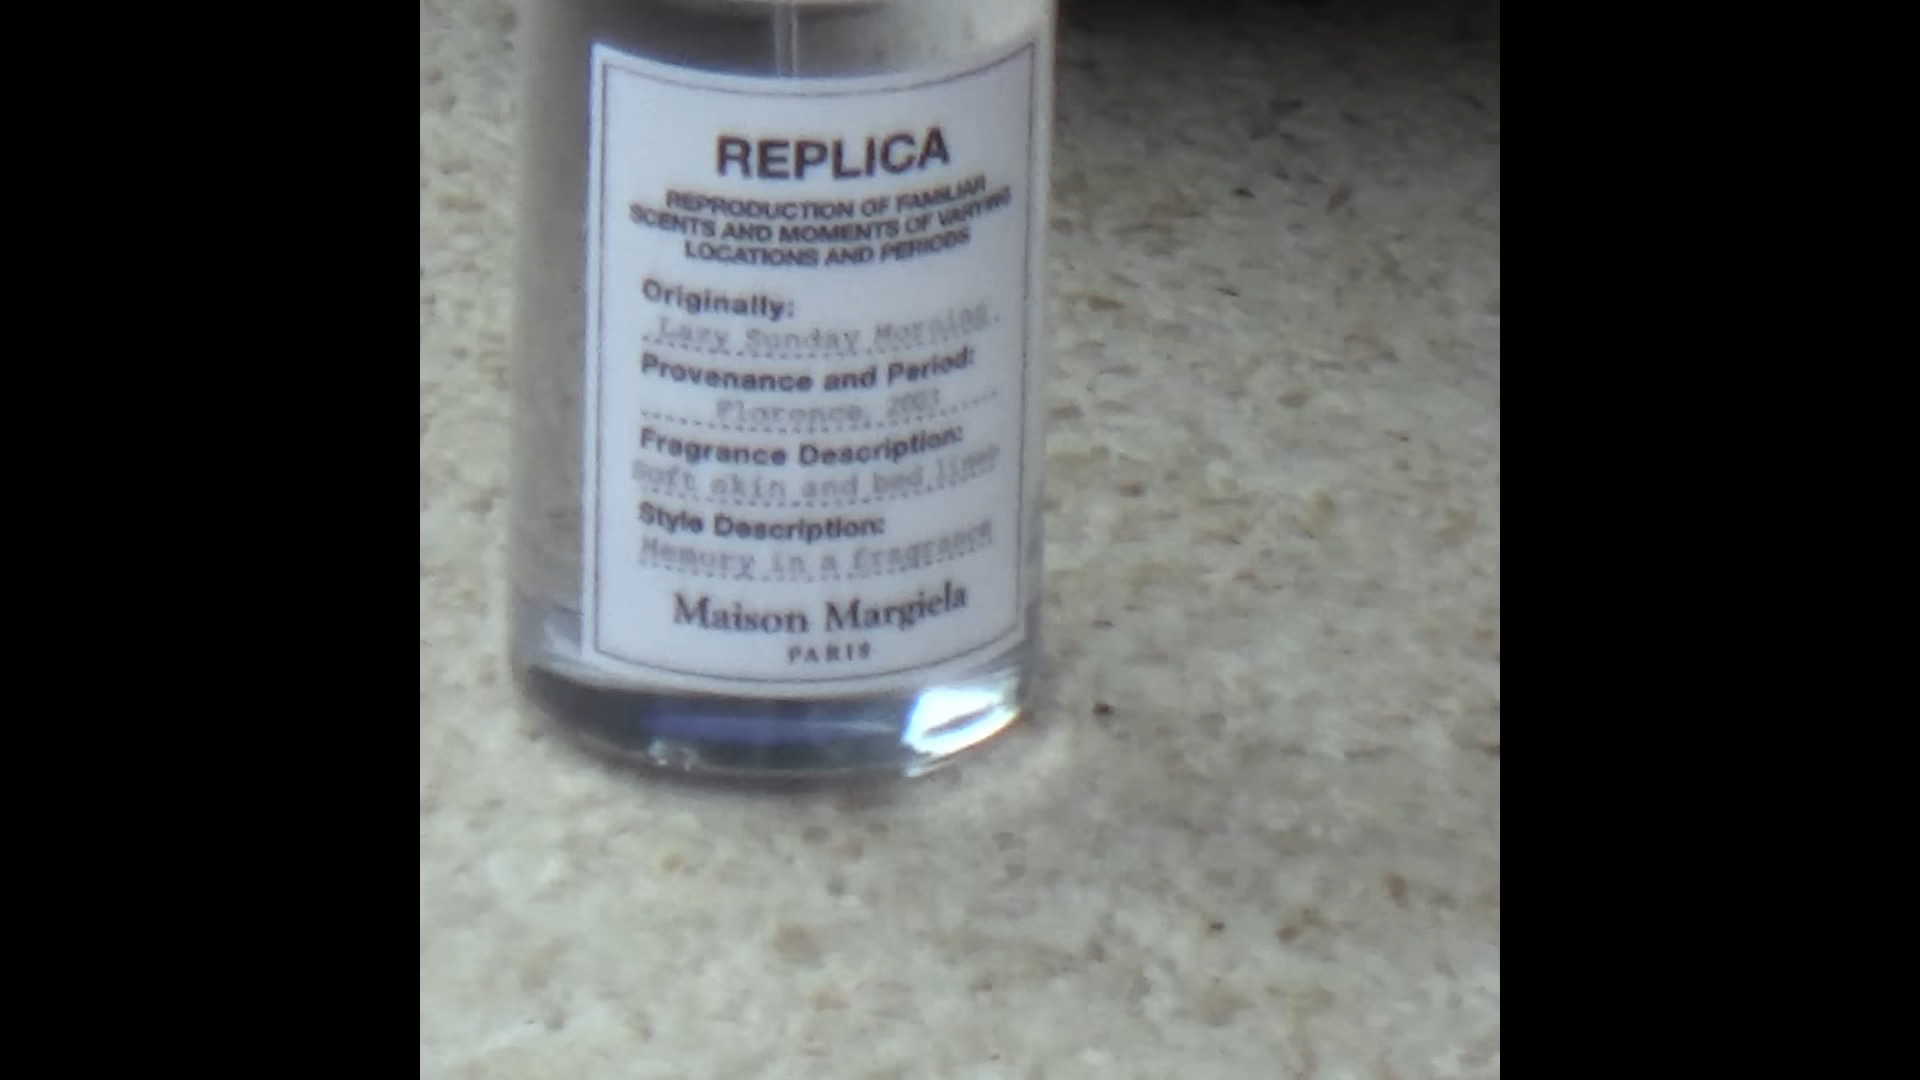 REPLICA
REPRODUCTION OF FAMILIAR
SCENTS AND MOMENTS OF VARYING
LOCATIONS AND PERIODS
Originally:
Lazy Sunday Morning.
Provenance and Period:
Florence, 2003
Fragrance Description:
Soft skin and bed linen
Style Description:
Memory in a fragrance
Maison Margiela
PARIS